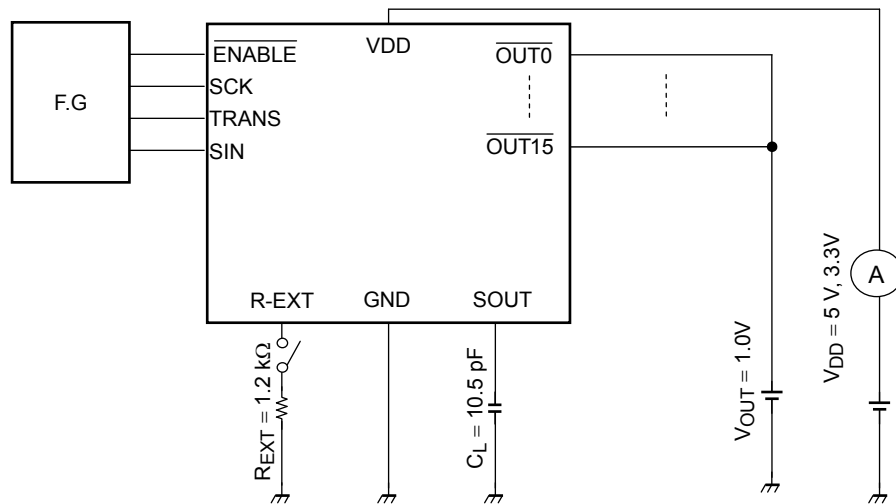 F.G
ENABLE
SCK
TRANS
SIN
VDD
OUT0
OUT15
R-EXT
GND
SOUT
REXT = 1.2 kΩ
CL = 10.5 pF
VOUT = 1.0V
VDD = 5 V, 3.3V
A